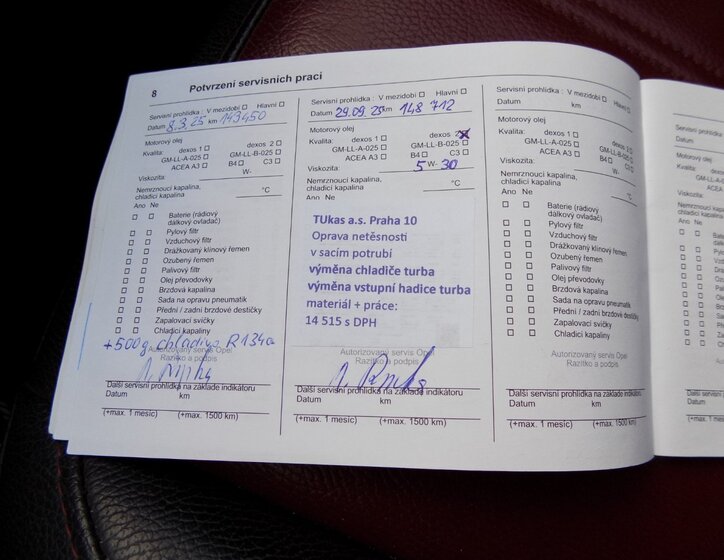 8 Potvrzení servisních prací
Servisní prohlídka : V mezidobí ☐ Hlavní ☐
Datum 8.3.25 km 143450
Motorový olej
Kvalita: dexos 1 ☐ dexos 2 ☐
GM-LL-A-025 ☐ GM-LL-B-025 ☐
ACEA A3 ☐ B4 ☐ C3 ☐
Viskozita: W-
Nemrznoucí kapalina,
chladicí kapalina °C
Ano Ne
☐ ☐ Baterie (rádiový
dálkový ovladač)
☐ ☐ Pylový filtr
☐ ☐ Vzduchový filtr
☐ ☐ Drážkovaný klínový řemen
☐ ☐ Ozubený řemen
☐ ☐ Palivový filtr
☐ ☐ Olej převodovky
☐ ☐ Brzdová kapalina
☐ ☐ Sada na opravu pneumatik
☐ ☐ Přední / zadní brzdové destičky
☐ ☐ Zapalovací svíčky
☐ ☐ Chladicí kapaliny
+500g chladiva R134a
Autorizovaný servis Opel
Razítko a podpis
Další servisní prohlídka na základě indikátoru
Datum km
(+max. 1 měsíc) (+max. 1500 km)
Servisní prohlídka : V mezidobí ☐ Hlavní ☐
Datum 29.09.25 km 148 712
Motorový olej
Kvalita: dexos 1 ☐ dexos 2 ☒
GM-LL-A-025 ☐ GM-LL-B-025 ☐
ACEA A3 ☐ B4 ☐ C3 ☐
Viskozita: 5 W- 30
Nemrznoucí kapalina,
chladicí kapalina °C
Ano Ne
TUkas a.s. Praha 10
Oprava netěsností
v sacím potrubí
výměna chladiče turba
výměna vstupní hadice turba
materiál + práce:
14 515 s DPH
Autorizovaný servis Opel
Razítko a podpis
Další servisní prohlídka na základě indikátoru
Datum km
(+max. 1 měsíc) (+max. 1500 km)
Servisní prohlídka : V mezidobí ☐ Hlavní ☐
Datum km
Motorový olej
Kvalita: dexos 1 ☐ dexos 2 ☐
GM-LL-A-025 ☐ GM-LL-B-025 ☐
ACEA A3 ☐ B4 ☐ C3 ☐
Viskozita: W-
Nemrznoucí kapalina,
chladicí kapalina °C
Ano Ne
☐ ☐ Baterie (rádiový
dálkový ovladač)
☐ ☐ Pylový filtr
☐ ☐ Vzduchový filtr
☐ ☐ Drážkovaný klínový řemen
☐ ☐ Ozubený řemen
☐ ☐ Palivový filtr
☐ ☐ Olej převodovky
☐ ☐ Brzdová kapalina
☐ ☐ Sada na opravu pneumatik
☐ ☐ Přední / zadní brzdové destičky
☐ ☐ Zapalovací svíčky
☐ ☐ Chladicí kapaliny
Autorizovaný servis Opel
Razítko a podpis
Další servisní prohlídka na základě indikátoru
Datum km
(+max. 1 měsíc) (+max. 1500 km)
Datum
Motorový olej
Kvalita:
Viskozita:
Nemrznoucí kapalina,
chladicí kapalina
Ano Ne